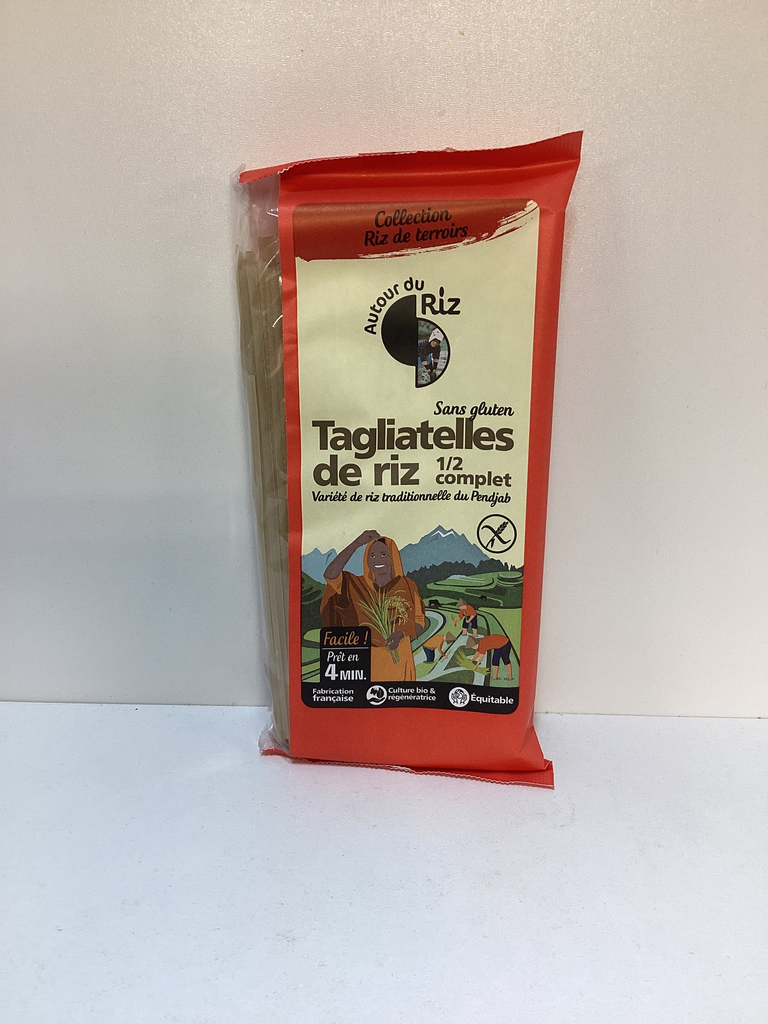 Collection
Riz de terroirs
Autour du Riz
Sans gluten
Tagliatelles
de riz 1/2 complet
Variété de riz traditionnelle du Pendjab
Facile !
Prêt en
4 MIN.
Fabrication française
Culture bio & régénératrice
Équitable